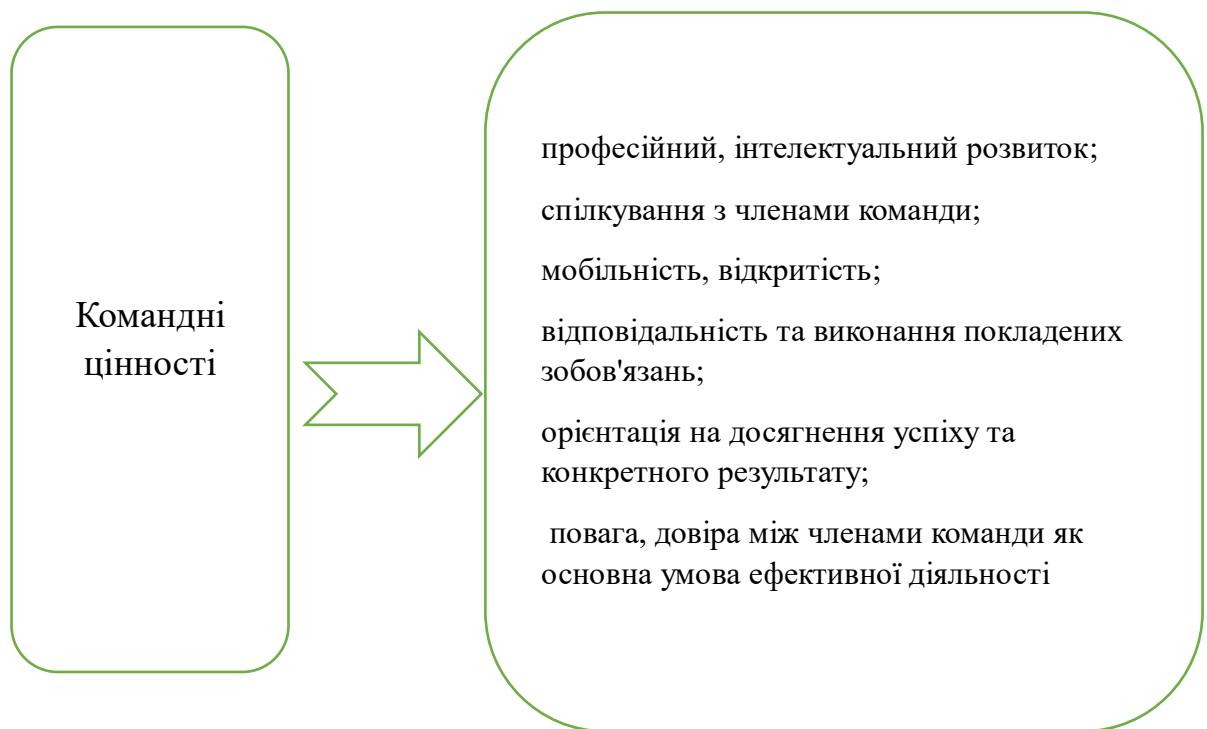 Командні
цінності
професійний, інтелектуальний розвиток;
спілкування з членами команди;
мобільність, відкритість;
відповідальність та виконання покладених
зобов'язань;
орієнтація на досягнення успіху та
конкретного результату;
повага, довіра між членами команди як
основна умова ефективної діяльності